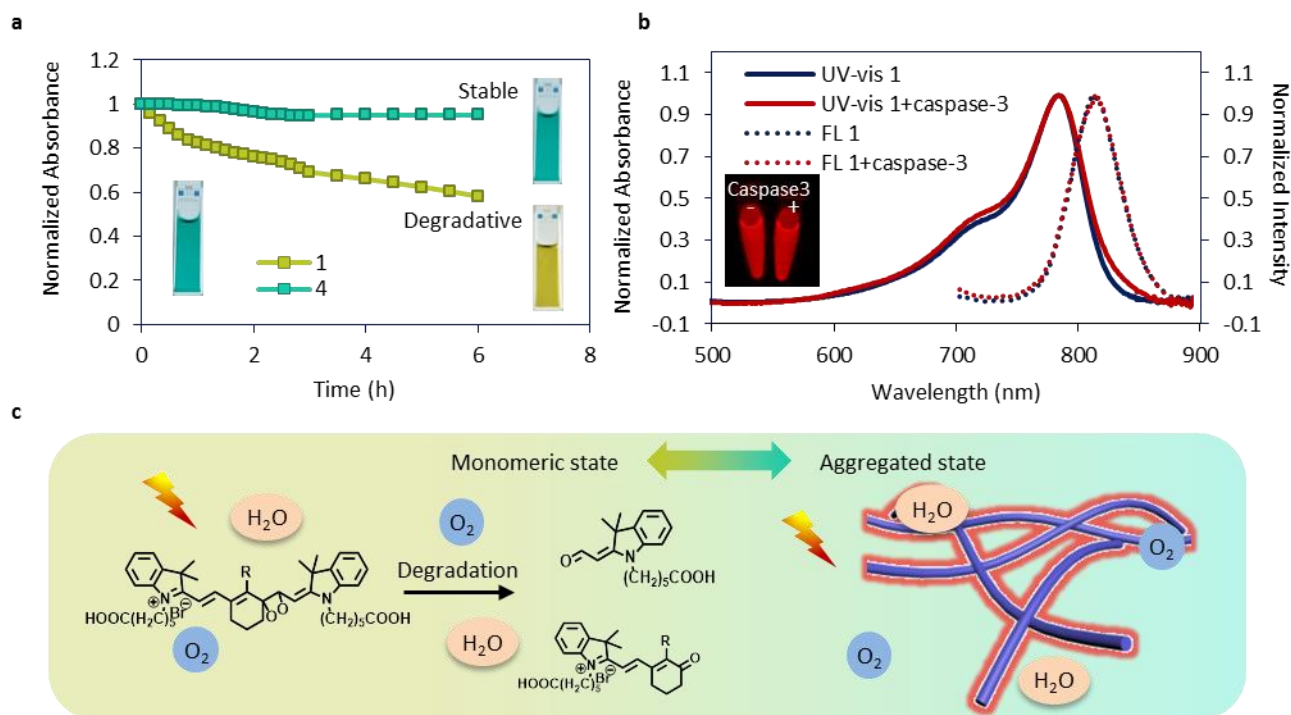 a
Normalized Absorbance
1.2
1
0.8
0.6
0.4
0.2
0
0
2
4
6
8
Time (h)
Stable
Degradative
1
4
b
Normalized Absorbance
1.1
0.9
0.7
0.5
0.3
0.1
-0.1
UV-vis 1
UV-vis 1+caspase-3
FL 1
FL 1+caspase-3
Caspase3
- +
1.1
0.9
0.7
0.5
0.3
0.1
-0.1
Normalized Intensity
500
600
700
800
900
Wavelength (nm)
c
Monomeric state
Aggregated state
H2O
O2
R
N
+
Br−
O
O
N
HOOC(H2C)5
(CH2)5COOH
O2
O2
Degradation
H2O
O
N
(CH2)5COOH
R
N
+
Br−
O
HOOC(H2C)5
H2O
O2
O2
H2O